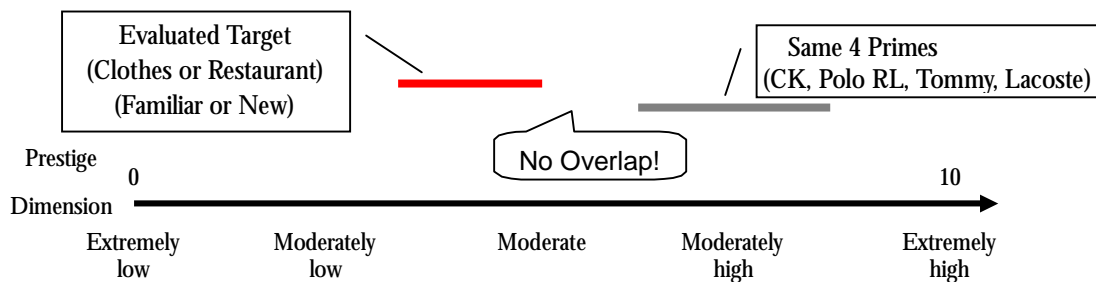 Evaluated Target
(Clothes or Restaurant)
(Familiar or New)
Same 4 Primes
(CK, Polo RL, Tommy, Lacoste)
No Overlap!
Prestige
0
10
Dimension
Extremely
low
Moderately
low
Moderate
Moderately
high
Extremely
high